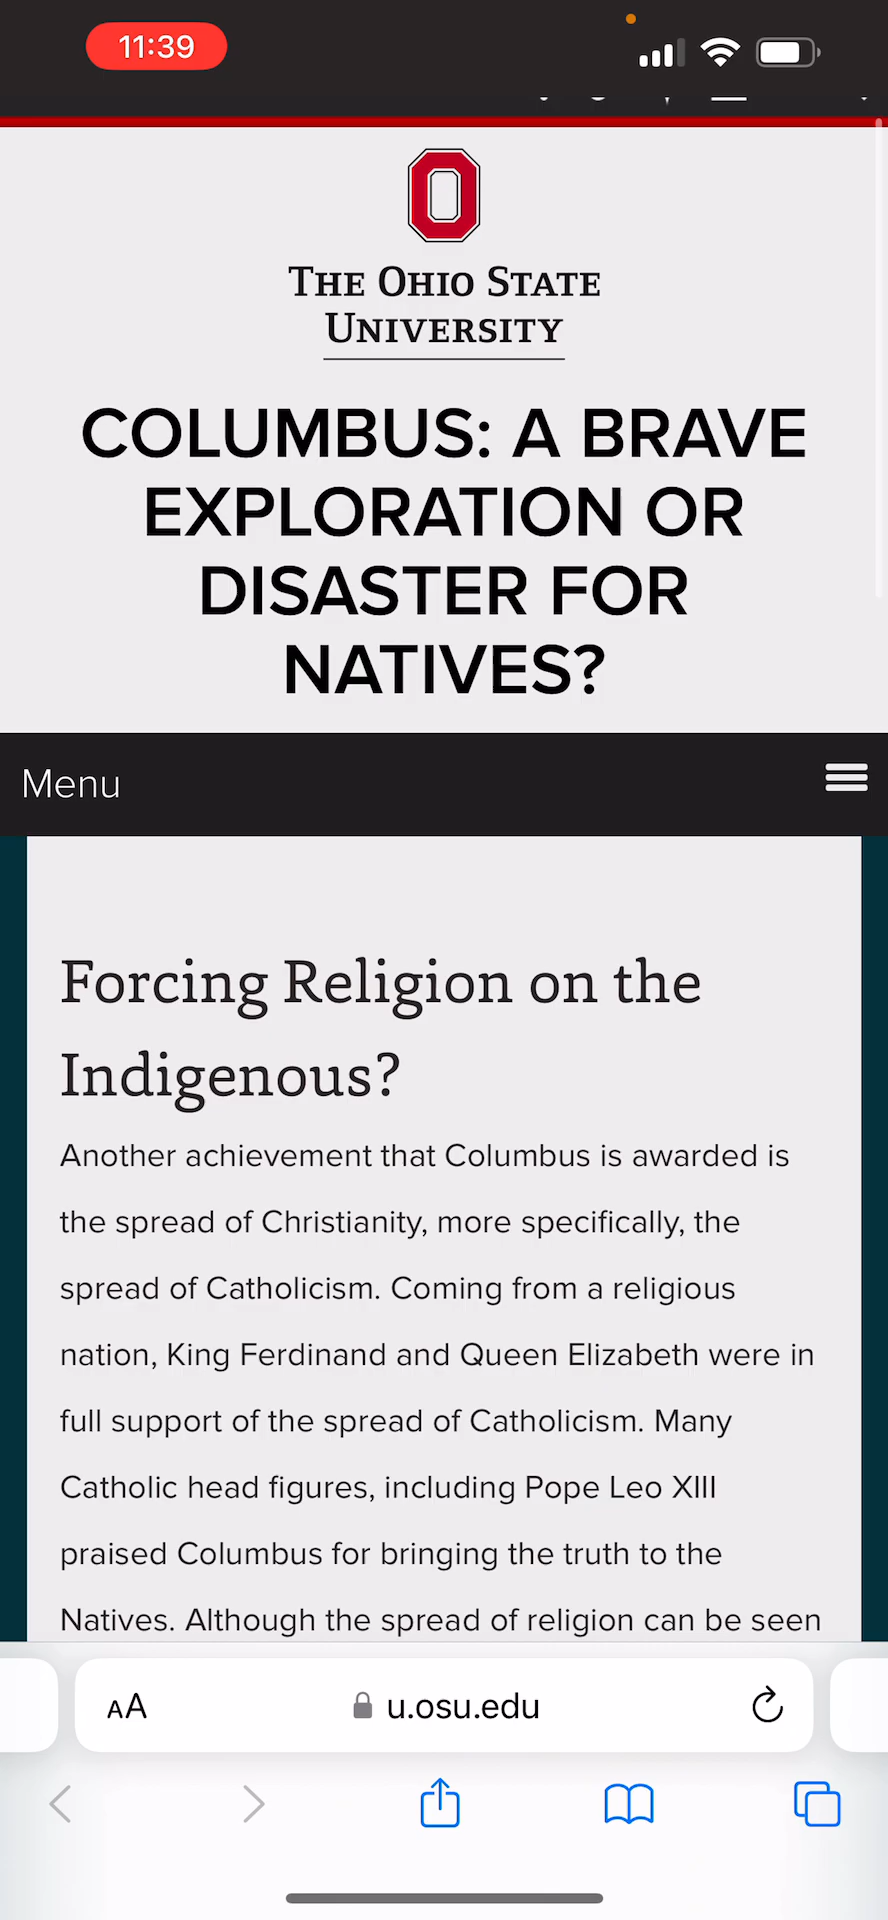 11:39
O
THE OHIO STATE
UNIVERSITY
COLUMBUS: A BRAVE
EXPLORATION OR
DISASTER FOR
NATIVES?
Menu
Forcing Religion on the
Indigenous?
Another achievement that Columbus is awarded is
the spread of Christianity, more specifically, the
spread of Catholicism. Coming from a religious
nation, King Ferdinand and Queen Elizabeth were in
full support of the spread of Catholicism. Many
Catholic head figures, including Pope Leo XIII
praised Columbus for bringing the truth to the
Natives. Although the spread of religion can be seen
AA
u.osu.edu